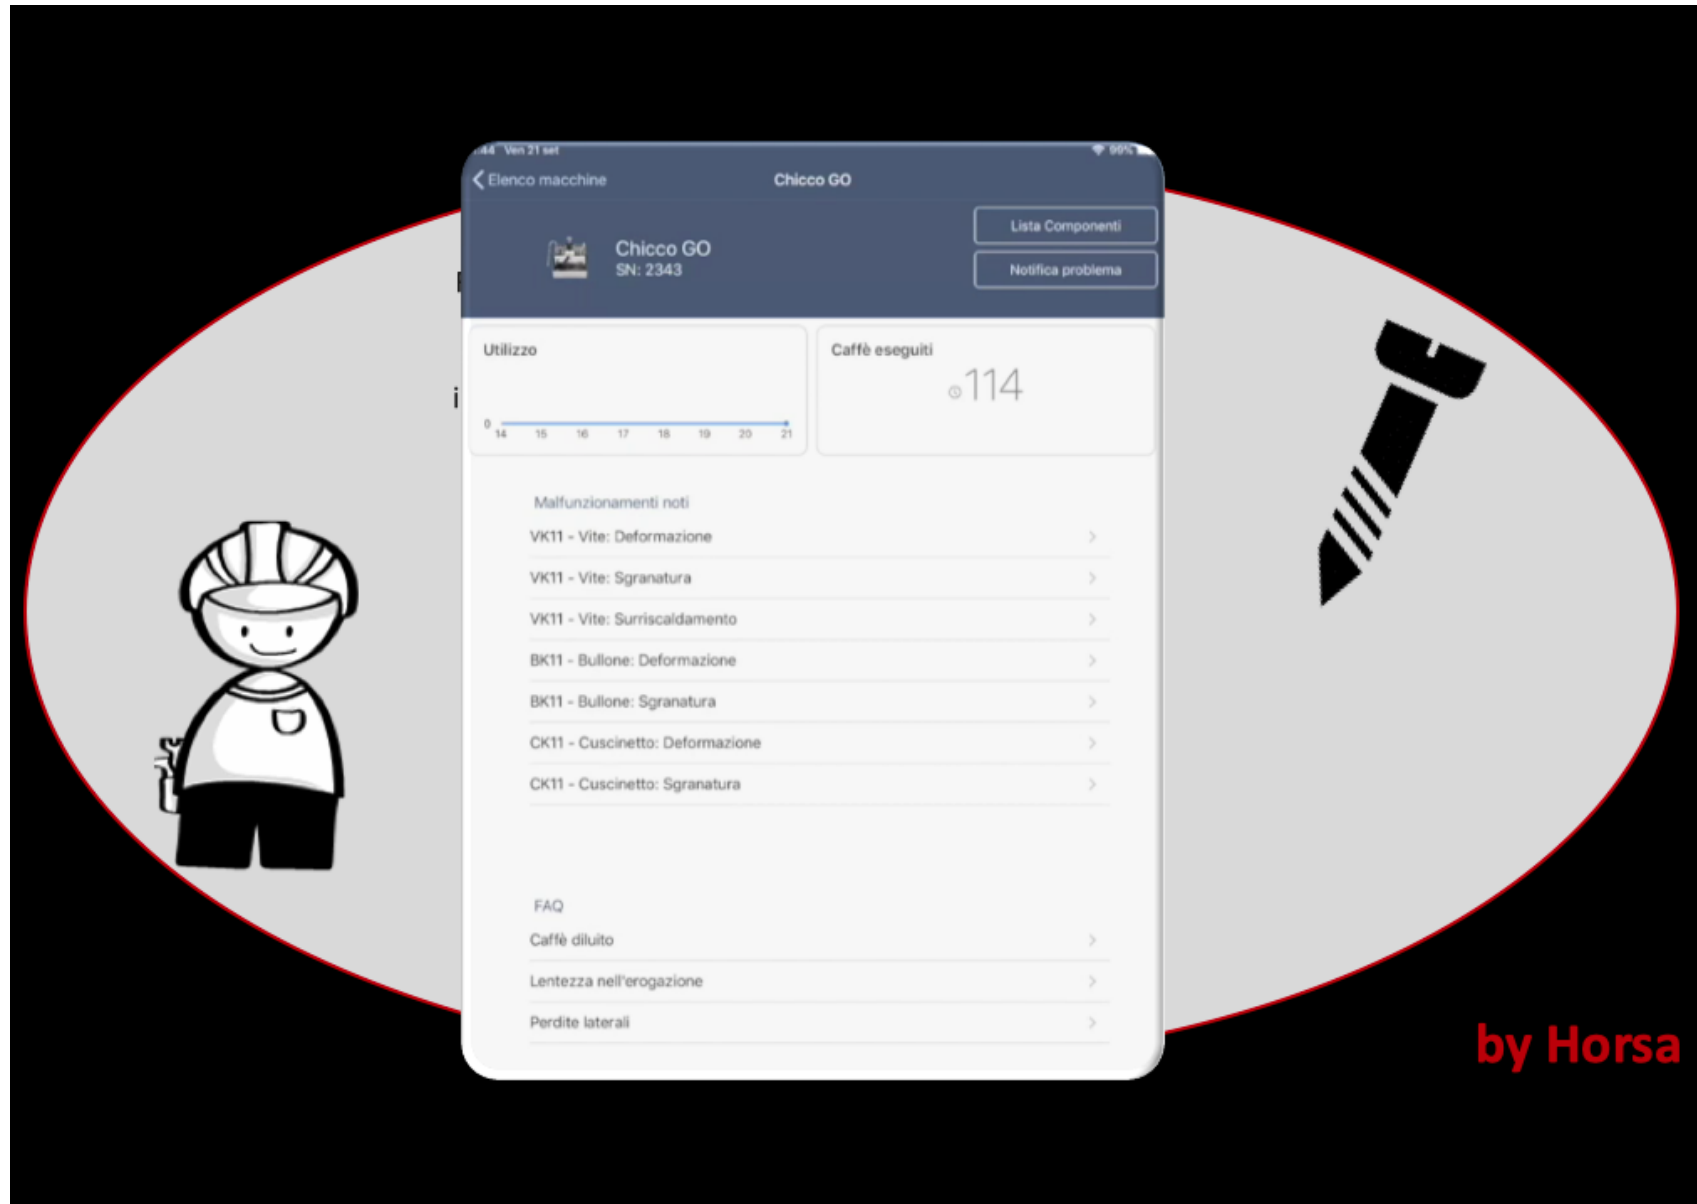 :44 Ven 21 set 99%
Elenco macchine Chicco GO
Lista Componenti
Chicco GO
SN: 2343
Notifica problema
Utilizzo
0
14 15 16 17 18 19 20 21
Caffè eseguiti
114
Malfunzionamenti noti
VK11 - Vite: Deformazione
VK11 - Vite: Sgranatura
VK11 - Vite: Surriscaldamento
BK11 - Bullone: Deformazione
BK11 - Bullone: Sgranatura
CK11 - Cuscinetto: Deformazione
CK11 - Cuscinetto: Sgranatura
FAQ
Caffè diluito
Lentezza nell'erogazione
Perdite laterali
by Horsa